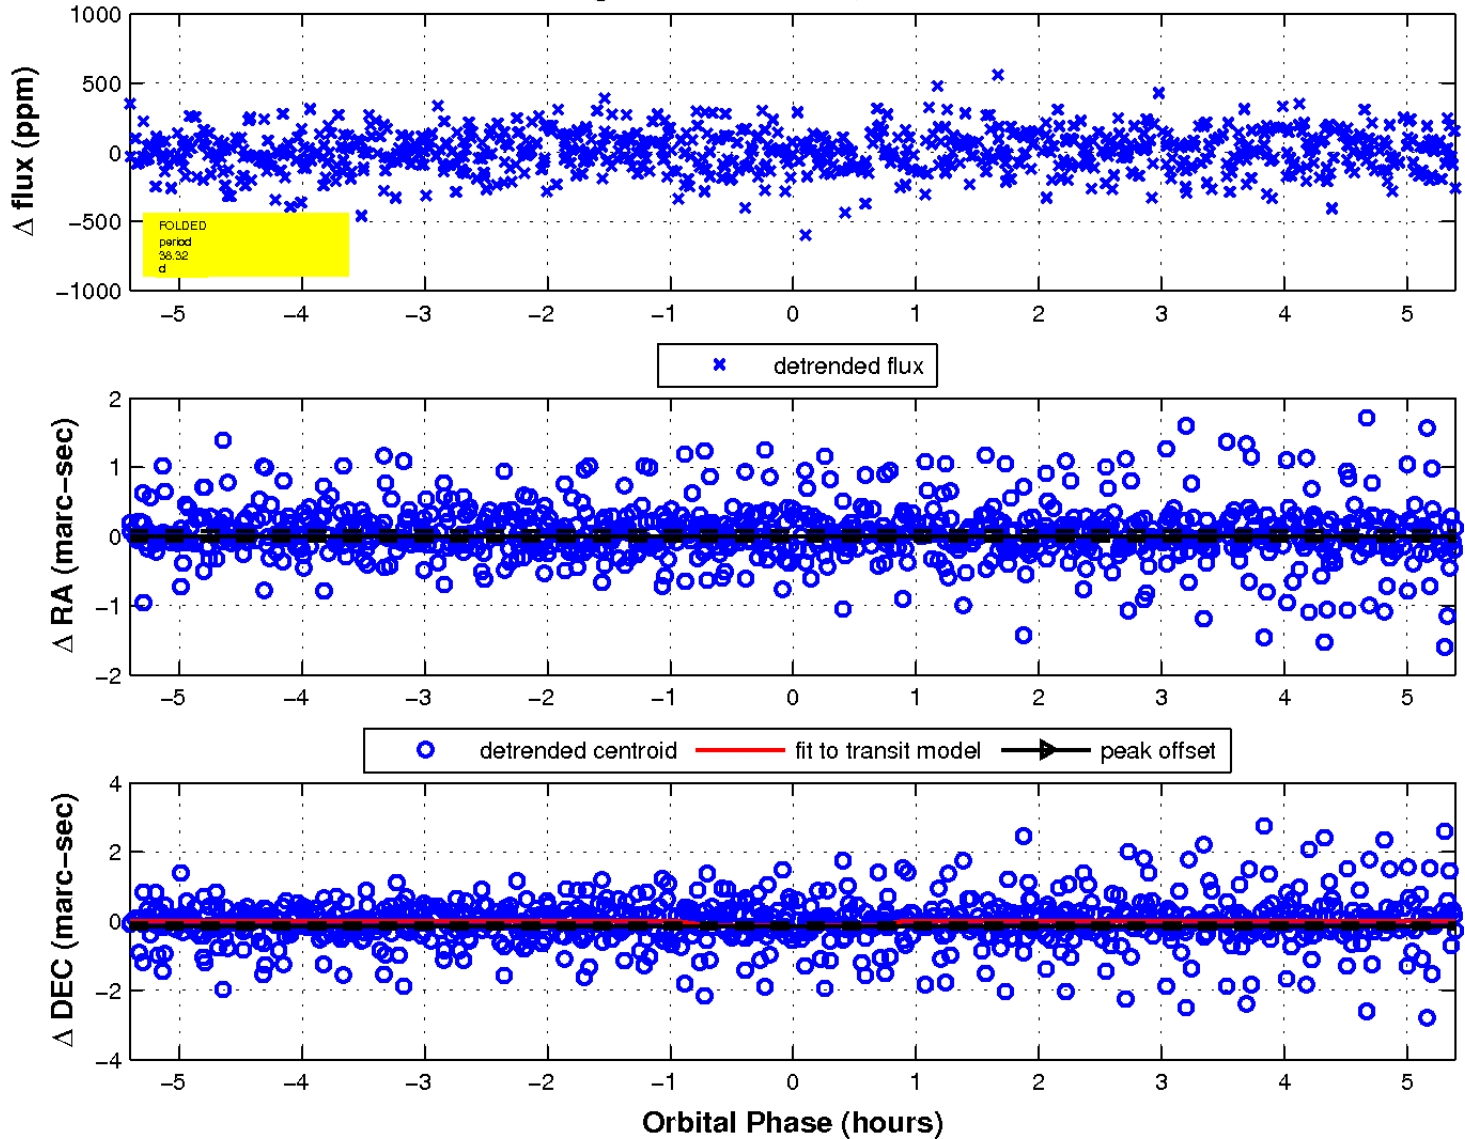 1000
500
0
−500
−1000
Δ flux (ppm)
FOLDED
period
38.32
d
−5 −4 −3 −2 −1 0 1 2 3 4 5
detrended flux
2
1
0
−1
−2
Δ RA (marc−sec)
−5 −4 −3 −2 −1 0 1 2 3 4 5
detrended centroid fit to transit model peak offset
4
2
0
−2
−4
Δ DEC (marc−sec)
−5 −4 −3 −2 −1 0 1 2 3 4 5
Orbital Phase (hours)